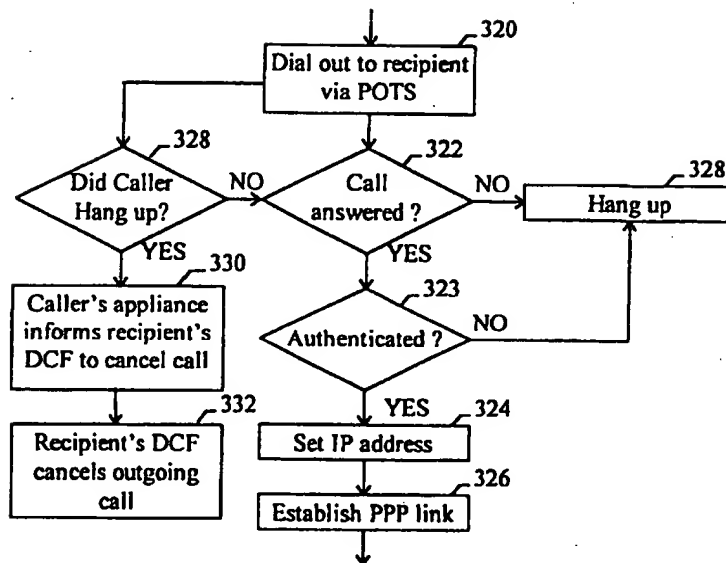 320
Dial out to recipient
via POTS
328
Did Caller
Hang up?
NO
YES
322
Call
answered ?
NO
YES
328
Hang up
330
Caller's appliance
informs recipient's
DCF to cancel call
323
Authenticated ?
NO
YES
332
Recipient's DCF
cancels outgoing
call
324
Set IP address
326
Establish PPP link